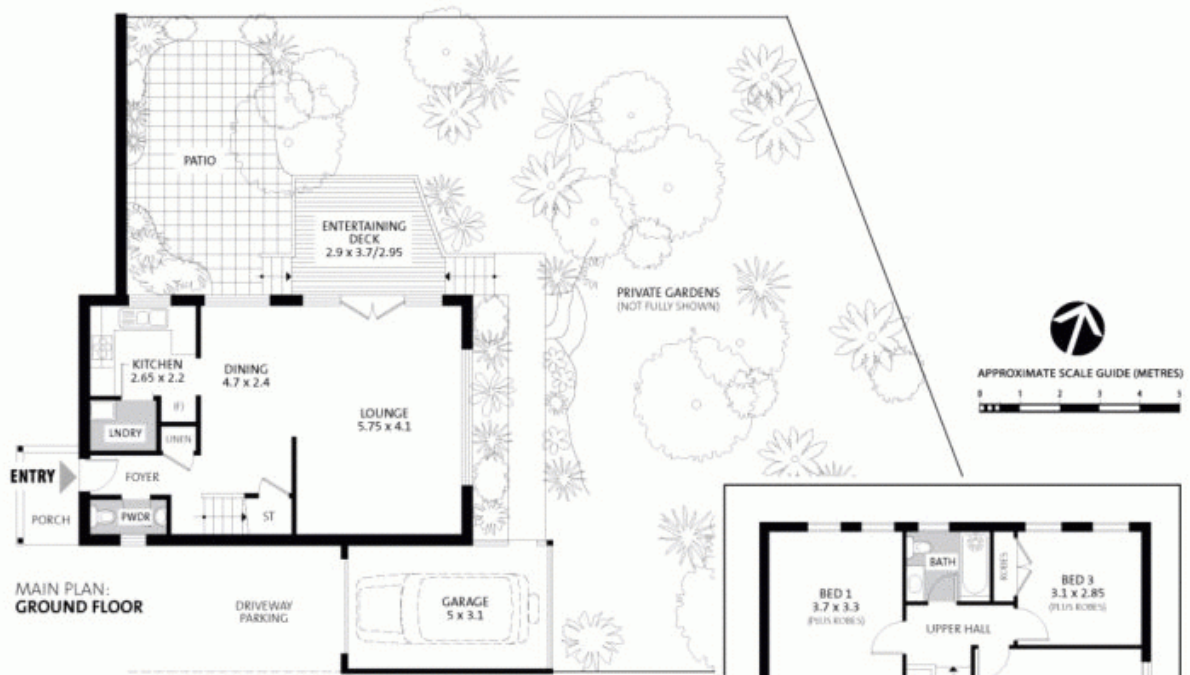 PATIO
ENTERTAINING
DECK
2.9 x 3.7/2.95
PRIVATE GARDENS
(NOT FULLY SHOWN)
APPROXIMATE SCALE GUIDE (METRES)
0 1 2 3 4 5
KITCHEN
2.65 x 2.2
DINING
4.7 x 2.4
(F)
LOUNGE
5.75 x 4.1
LNDRY
LINEN
ENTRY
FOYER
PORCH
PWDR
ST
MAIN PLAN:
GROUND FLOOR
DRIVEWAY
PARKING
GARAGE
5 x 3.1
BED 1
3.7 x 3.3
(PLUS ROBES)
BATH
ROBES
BED 3
3.1 x 2.85
(PLUS ROBES)
UPPER HALL